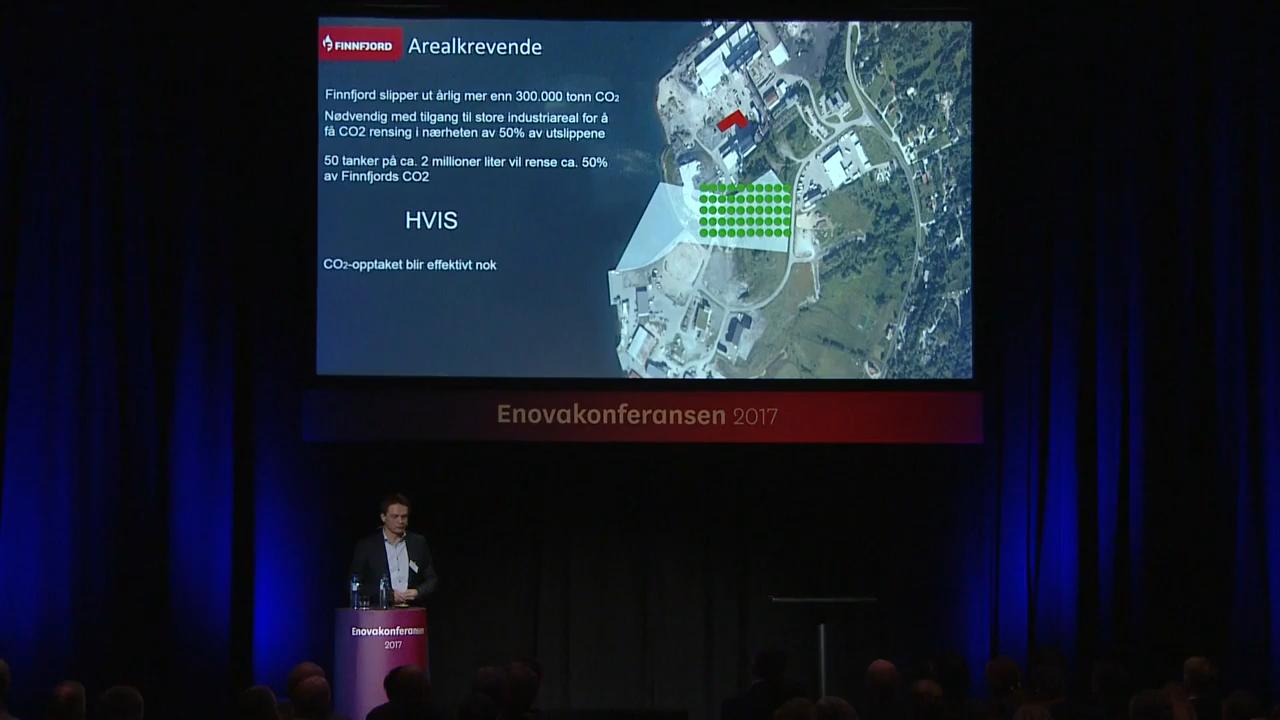 FINNFJORD
Arealkrevende
Finnfjord slipper ut årlig mer enn 300.000 tonn CO₂
Nødvendig med tilgang til store industriareal for å
få CO2 rensing i nærheten av 50% av utslippene
50 tanker på ca. 2 millioner liter vil rense ca. 50%
av Finnfjords CO2
HVIS
CO₂-opptaket blir effektivt nok
Enovakonferansen 2017
Enovakonferansen
2017